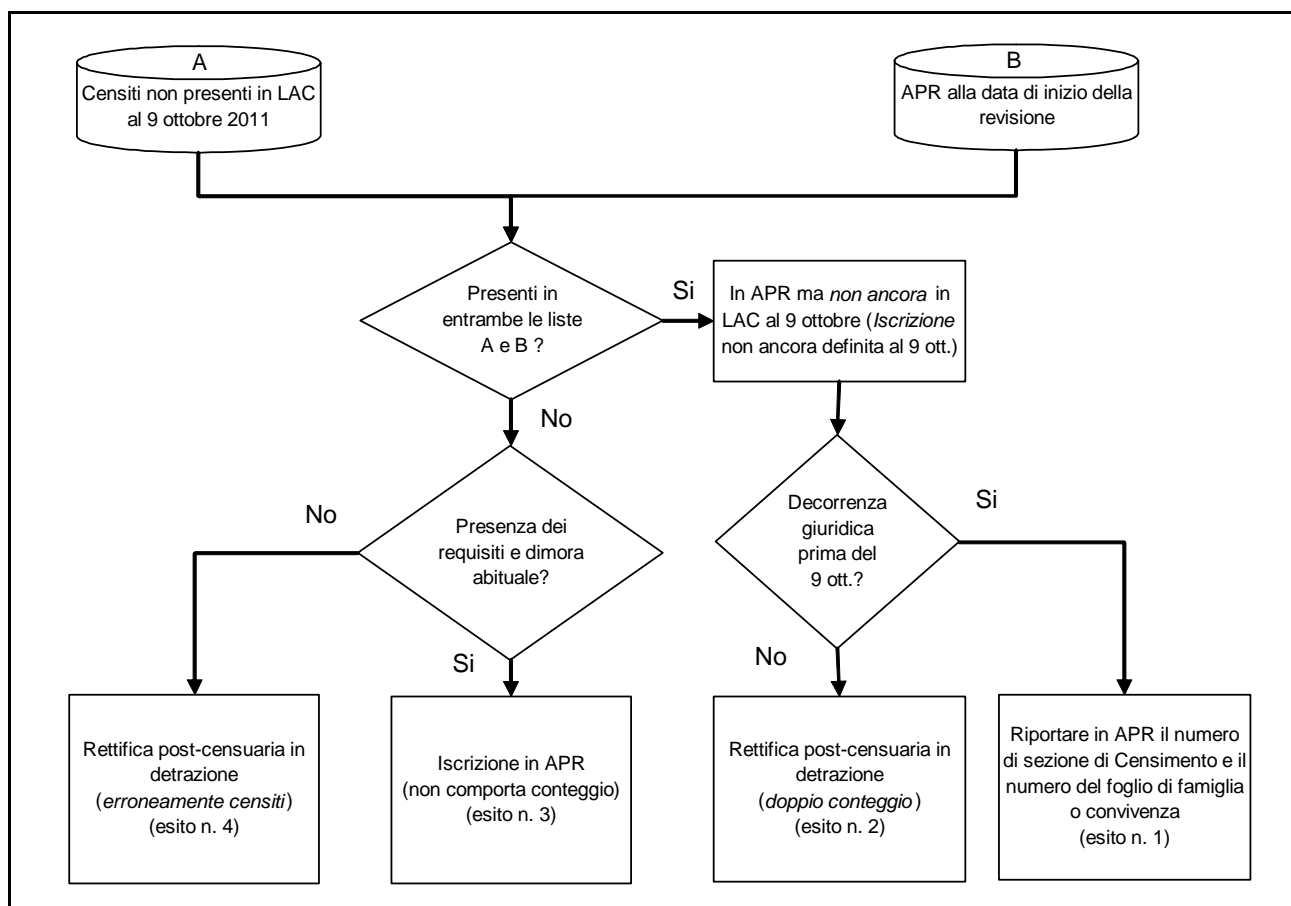 A
Censiti non presenti in LAC
al 9 ottobre 2011
B
APR alla data di inizio della
revisione
Presenti in
entrambe le liste
A e B ?
Si
In APR ma non ancora in
LAC al 9 ottobre (Iscrizione
non ancora definita al 9 ott.)
No
Presenza dei
requisiti e dimora
abituale?
No
Si
Decorrenza
giuridica
prima del
9 ott.?
Si
No
Rettifica post-censuaria in
detrazione
(erroneamente censiti)
(esito n. 4)
Iscrizione in APR
(non comporta conteggio)
(esito n. 3)
Rettifica post-censuaria in
detrazione
(doppio conteggio)
(esito n. 2)
Riportare in APR il numero
di sezione di Censimento e il
numero del foglio di famiglia
o convivenza
(esito n. 1)